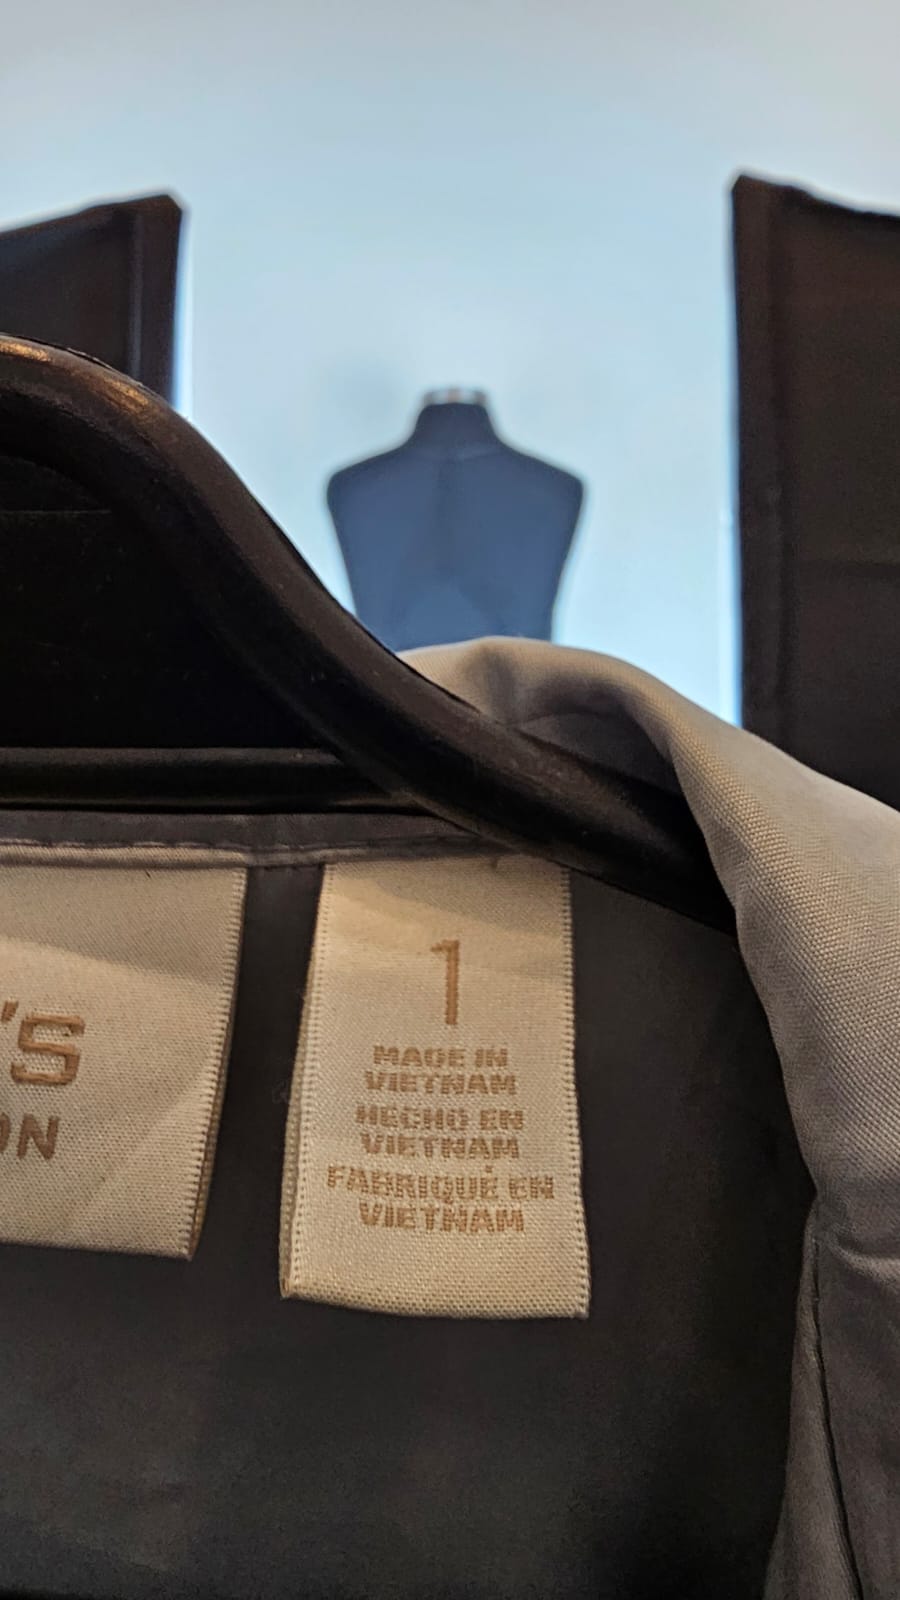 'S
ON
1
MADE IN
VIETNAM
HECHO EN
VIETNAM
FABRIQUÉ EN
VIETNAM